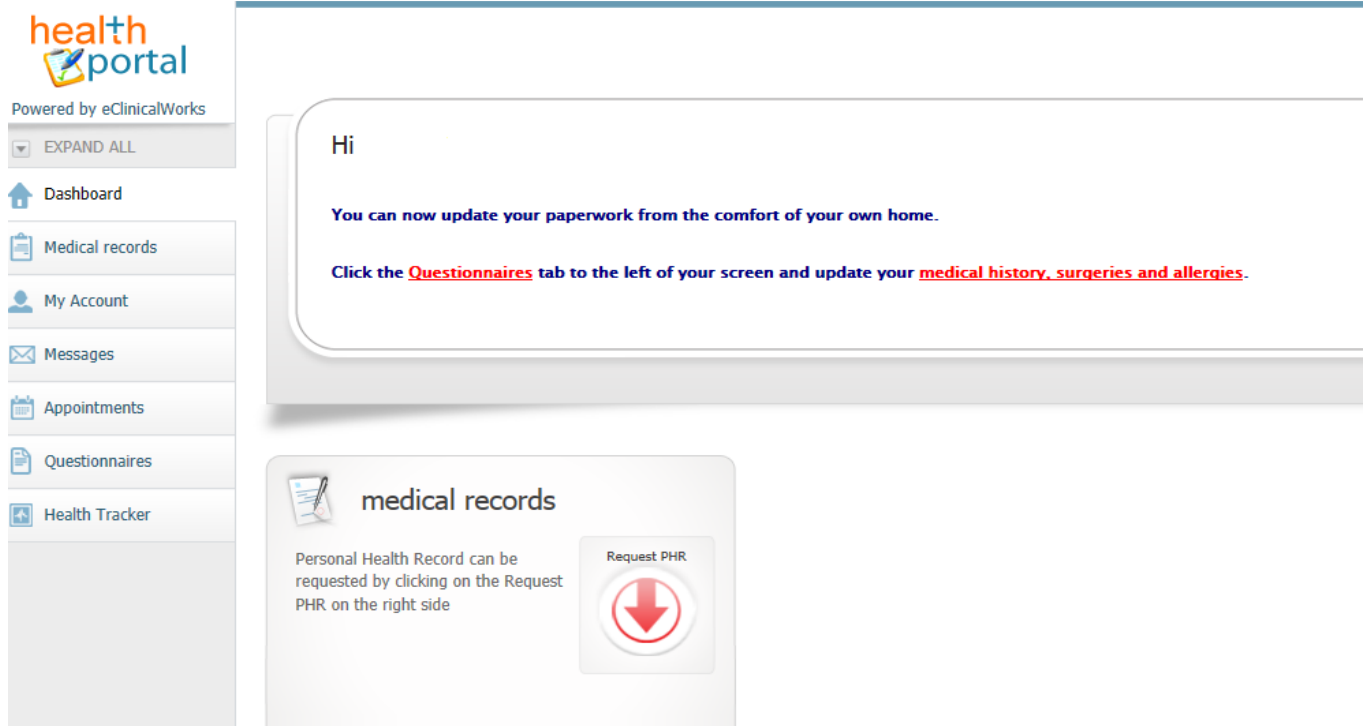 health
portal
Powered by eClinicalWorks
EXPAND ALL
Dashboard
Medical records
My Account
Messages
Appointments
Questionnaires
Health Tracker
Hi
You can now update your paperwork from the comfort of your own home.
Click the Questionnaires tab to the left of your screen and update your medical history, surgeries and allergies.
medical records
Personal Health Record can be
requested by clicking on the Request
PHR on the right side
Request PHR